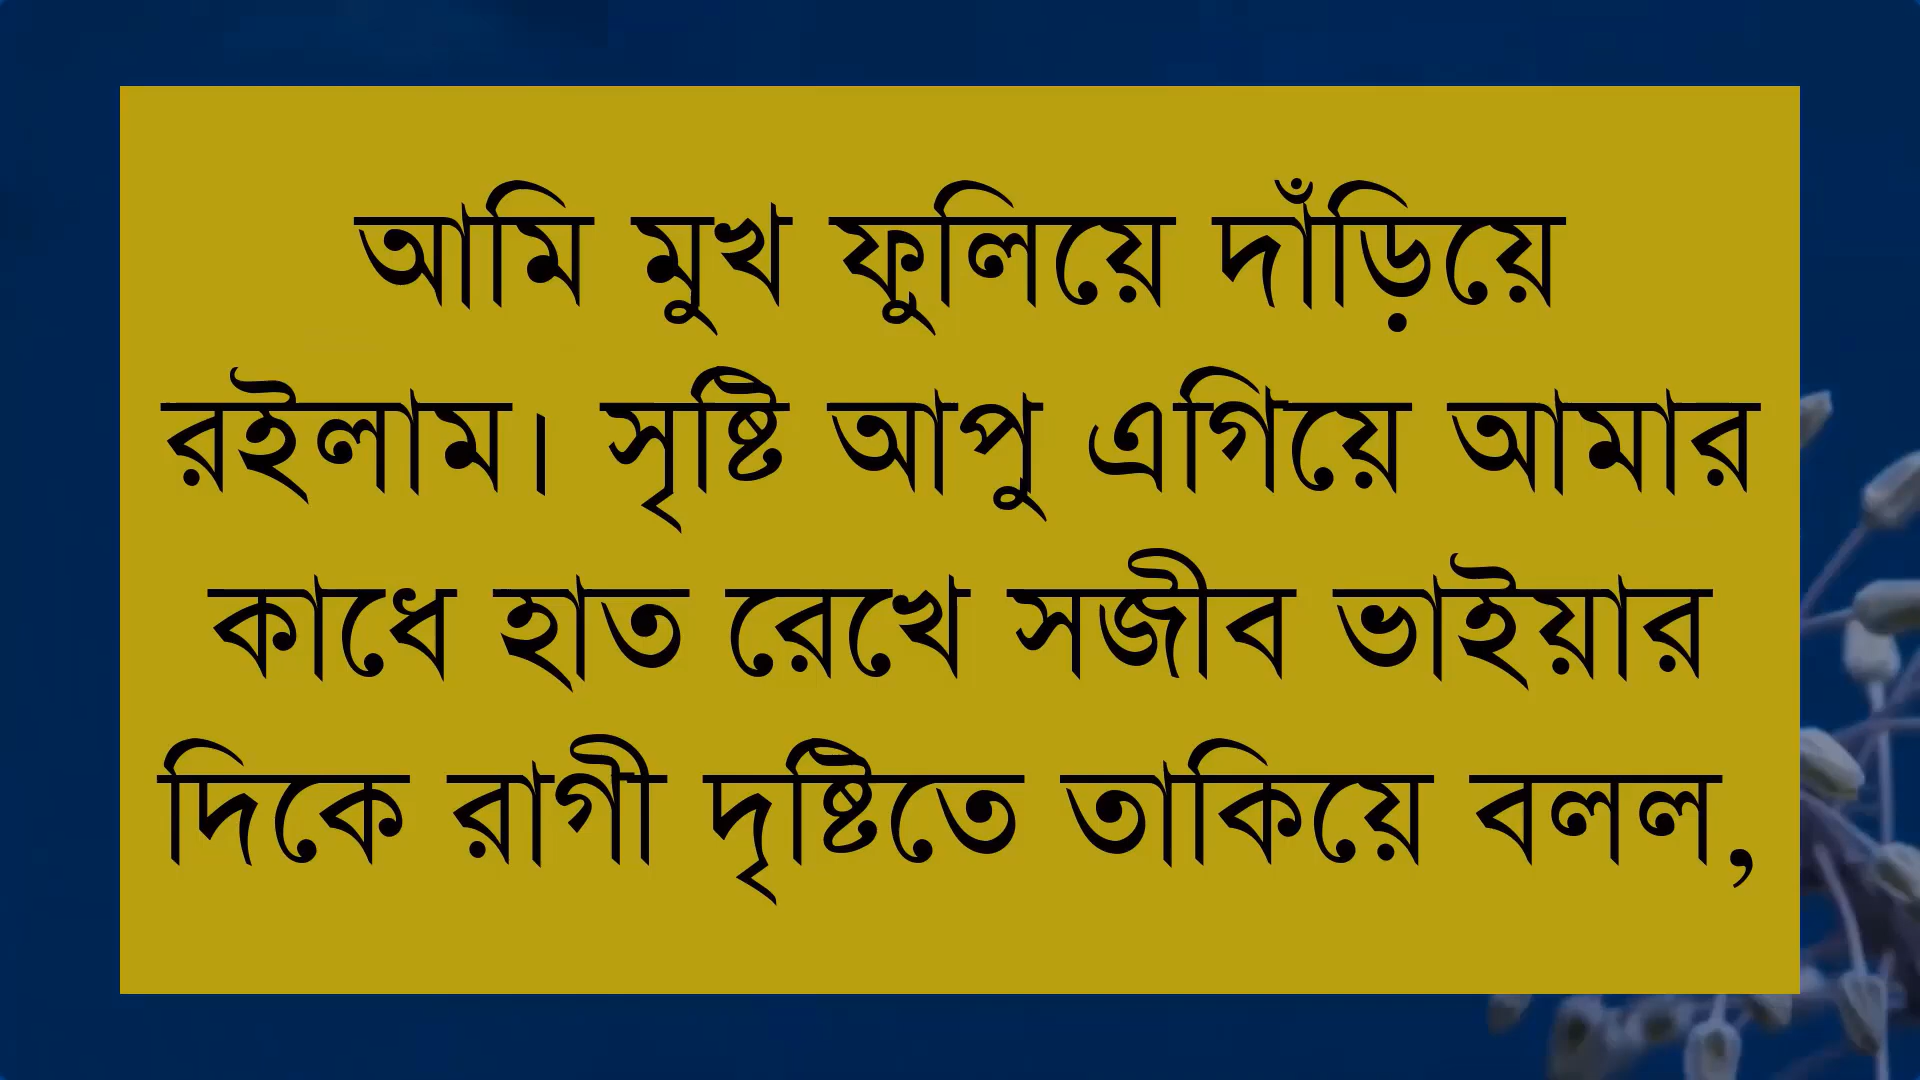 আমি মুখ ফুলিয়ে দাঁড়িয়ে
রইলাম। সৃষ্টি আপু এগিয়ে আমার
কাধে হাত রেখে সজীব ভাইয়ার
দিকে রাগী দৃষ্টিতে তাকিয়ে বলল,